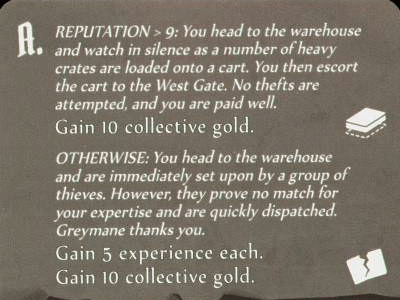 A.
REPUTATION > 9: You head to the warehouse
and watch in silence as a number of heavy
crates are loaded onto a cart. You then escort
the cart to the West Gate. No thefts are
attempted, and you are paid well.
Gain 10 collective gold.
OTHERWISE: You head to the warehouse
and are immediately set upon by a group of
thieves. However, they prove no match for
your expertise and are quickly dispatched.
Greymane thanks you.
Gain 5 experience each.
Gain 10 collective gold.